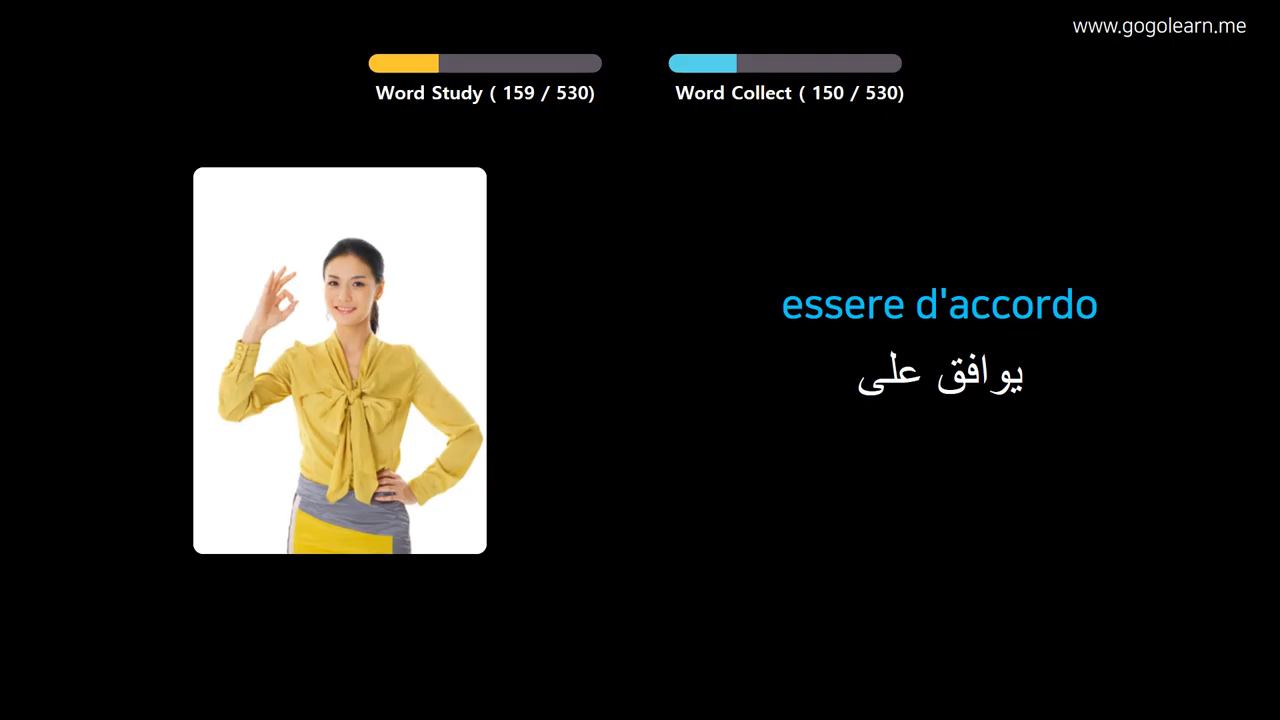 www.gogolearn.me
Word Study ( 159 / 530)
Word Collect ( 150 / 530)
essere d'accordo
يوافق على